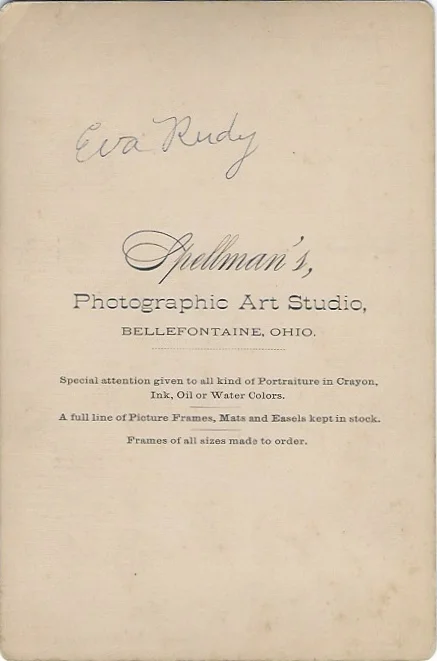 Eva Rudy
Spellman's,
Photographic Art Studio,
BELLEFONTAINE, OHIO.
Special attention given to all kind of Portraiture in Crayon,
Ink, Oil or Water Colors.
A full line of Picture Frames, Mats and Easels kept in stock.
Frames of all sizes made to order.